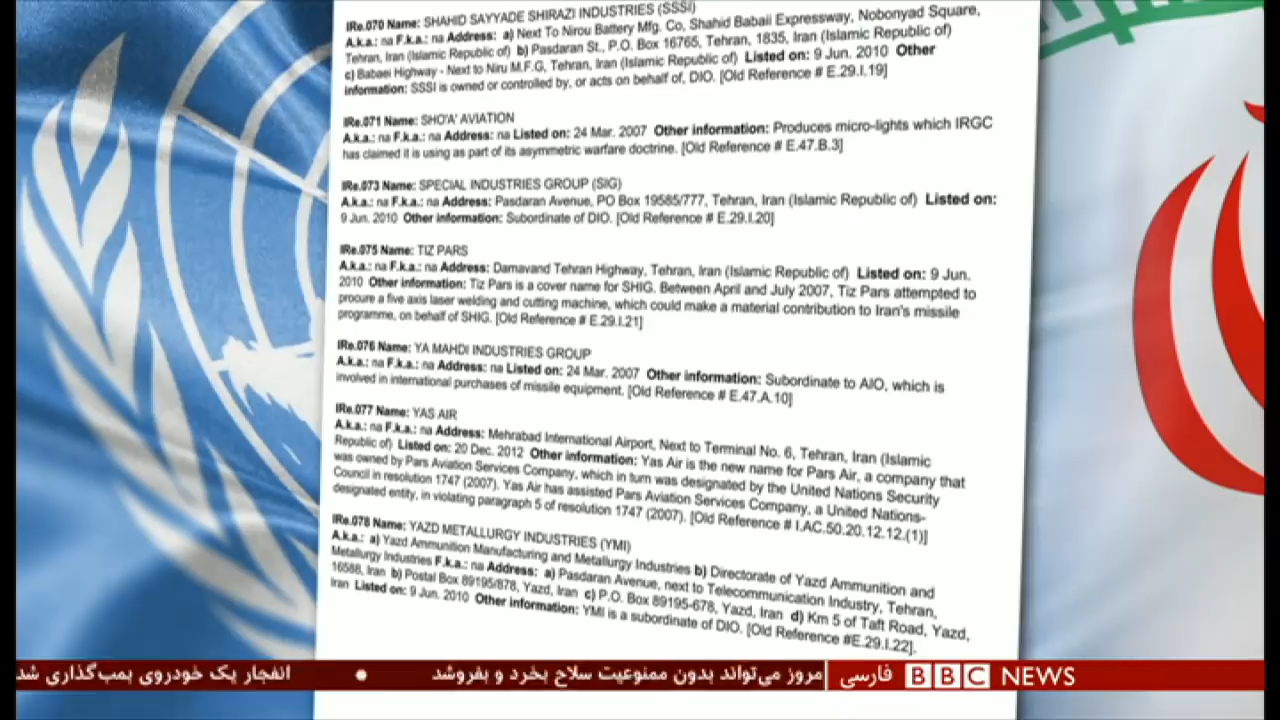 IRe.070 Name: SHAHID SAYYADE SHIRAZI INDUSTRIES (SSSI)
A.k.a.: na F.k.a.: na Address: a) Next To Nirou Battery Mfg. Co, Shahid Babaii Expressway, Nobonyad Square,
Tehran, Iran (Islamic Republic of) b) Pasdaran St., P.O. Box 16765, Tehran, 1835, Iran (Islamic Republic of)
c) Babaei Highway - Next to Niru M.F.G, Tehran, Iran (Islamic Republic of) Listed on: 9 Jun. 2010 Other
information: SSSI is owned or controlled by, or acts on behalf of, DIO. [Old Reference # E.29.I.19]
IRe.071 Name: SHO'A' AVIATION
A.k.a.: na F.k.a.: na Address: na Listed on: 24 Mar. 2007 Other information: Produces micro-lights which IRGC
has claimed it is using as part of its asymmetric warfare doctrine. [Old Reference # E.47.B.3]
IRe.073 Name: SPECIAL INDUSTRIES GROUP (SIG)
A.k.a.: na F.k.a.: na Address: Pasdaran Avenue, PO Box 19585/777, Tehran, Iran (Islamic Republic of) Listed on:
9 Jun. 2010 Other information: Subordinate of DIO. [Old Reference # E.29.I.20]
IRe.075 Name: TIZ PARS
A.k.a.: na F.k.a.: na Address: Damavand Tehran Highway, Tehran, Iran (Islamic Republic of) Listed on: 9 Jun.
2010 Other information: Tiz Pars is a cover name for SHIG. Between April and July 2007, Tiz Pars attempted to
procure a five axis laser welding and cutting machine, which could make a material contribution to Iran's missile
programme, on behalf of SHIG. [Old Reference # E.29.I.21]
IRe.076 Name: YA MAHDI INDUSTRIES GROUP
A.k.a.: na F.k.a.: na Address: na Listed on: 24 Mar. 2007 Other information: Subordinate to AIO, which is
involved in international purchases of missile equipment. [Old Reference # E.47.A.10]
IRe.077 Name: YAS AIR
A.k.a.: na F.k.a.: na Address: Mehrabad International Airport, Next to Terminal No. 6, Tehran, Iran (Islamic
Republic of) Listed on: 20 Dec. 2012 Other information: Yas Air is the new name for Pars Air, a company that
was owned by Pars Aviation Services Company, which in turn was designated by the United Nations Security
Council in resolution 1747 (2007). Yas Air has assisted Pars Aviation Services Company, a United Nations-
designated entity, in violating paragraph 5 of resolution 1747 (2007). [Old Reference # I.AC.50.20.12.12.(1)]
IRe.078 Name: YAZD METALLURGY INDUSTRIES (YMI)
A.k.a.: a) Yazd Ammunition Manufacturing and Metallurgy Industries b) Directorate of Yazd Ammunition and
Metallurgy Industries F.k.a.: na Address: a) Pasdaran Avenue, next to Telecommunication Industry, Tehran,
16588, Iran b) Postal Box 89195/878, Yazd, Iran c) P.O. Box 89195-678, Yazd, Iran d) Km 5 of Taft Road, Yazd,
Iran Listed on: 9 Jun. 2010 Other information: YMI is a subordinate of DIO. [Old Reference #E.29.I.22].
BBC NEWS فارسی مروز می‌تواند بدون ممنوعیت سلاح بخرد و بفروشد • انفجار یک خودروی بمب‌گذاری شد